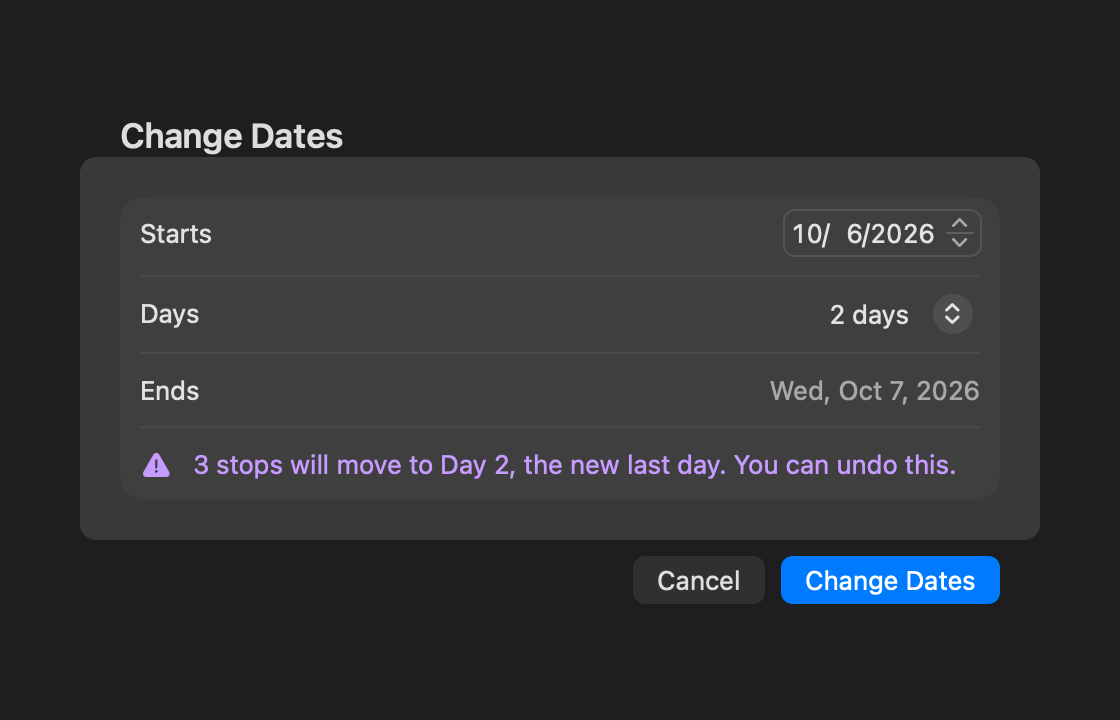 Change Dates
Starts 10/ 6/2026
Days 2 days
Ends Wed, Oct 7, 2026
3 stops will move to Day 2, the new last day. You can undo this.
Cancel Change Dates